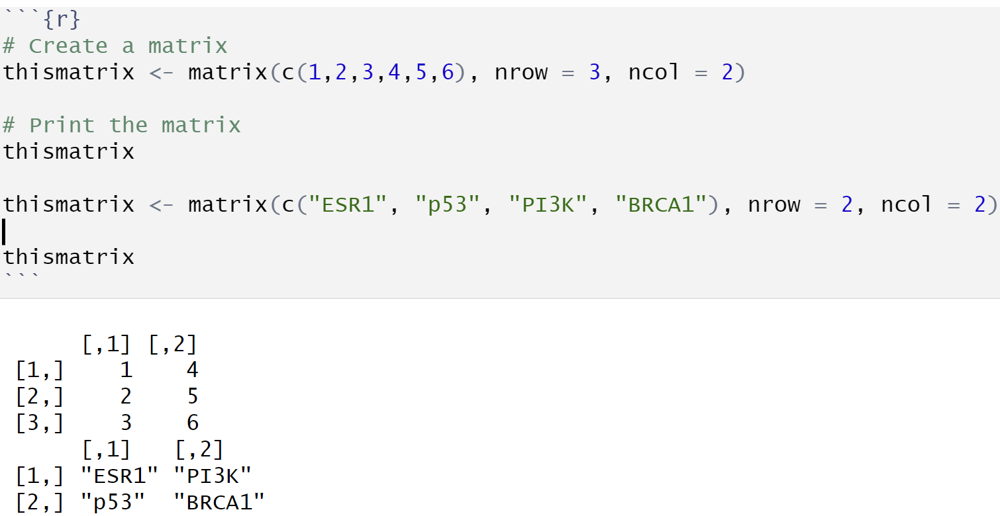 ```{r}
# Create a matrix
thismatrix <- matrix(c(1,2,3,4,5,6), nrow = 3, ncol = 2)
# Print the matrix
thismatrix
thismatrix <- matrix(c("ESR1", "p53", "PI3K", "BRCA1"), nrow = 2, ncol = 2)
thismatrix
```
     [,1] [,2]
[1,]    1    4
[2,]    2    5
[3,]    3    6
     [,1]   [,2]
[1,] "ESR1" "PI3K"
[2,] "p53"  "BRCA1"